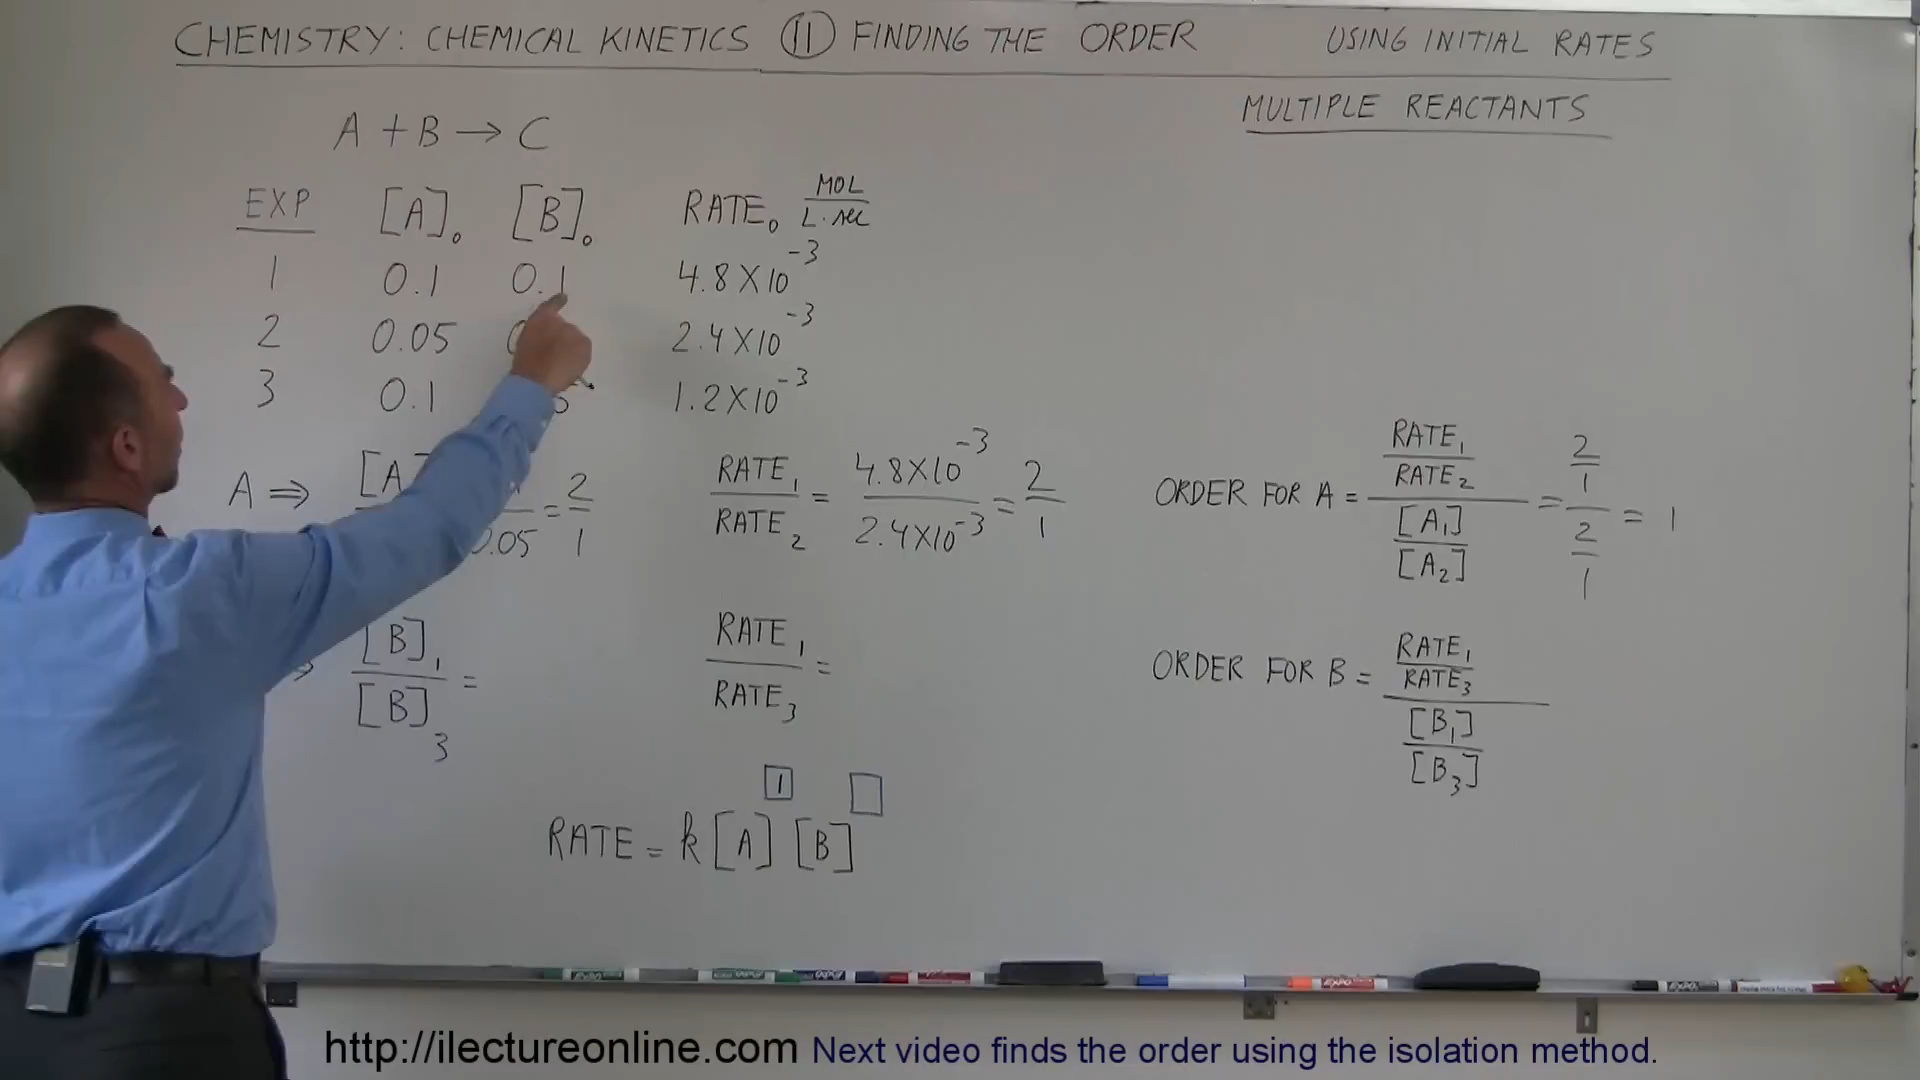 CHEMISTRY: CHEMICAL KINETICS 11 FINDING THE ORDER USING INITIAL RATES
MULTIPLE REACTANTS
A + B → C
EXP [A]₀ [B]₀ RATE₀ MOL/L·sec
1 0.1 0.1 4.8×10⁻³
2 0.05 2.4×10⁻³
3 0.1 1.2×10⁻³
A ⇒ [A = 2/1 RATE₁/RATE₂ = 4.8×10⁻³/2.4×10⁻³ = 2/1 ORDER FOR A = RATE₁/RATE₂ / [A₁]/[A₂] = 2/1 / 2/1 = 1
[B]₁/[B]₃ = RATE₁/RATE₃ = ORDER FOR B = RATE₁/RATE₃ / [B₁]/[B₃]
RATE = k [A]¹ [B]
http://ilectureonline.com Next video finds the order using the isolation method.